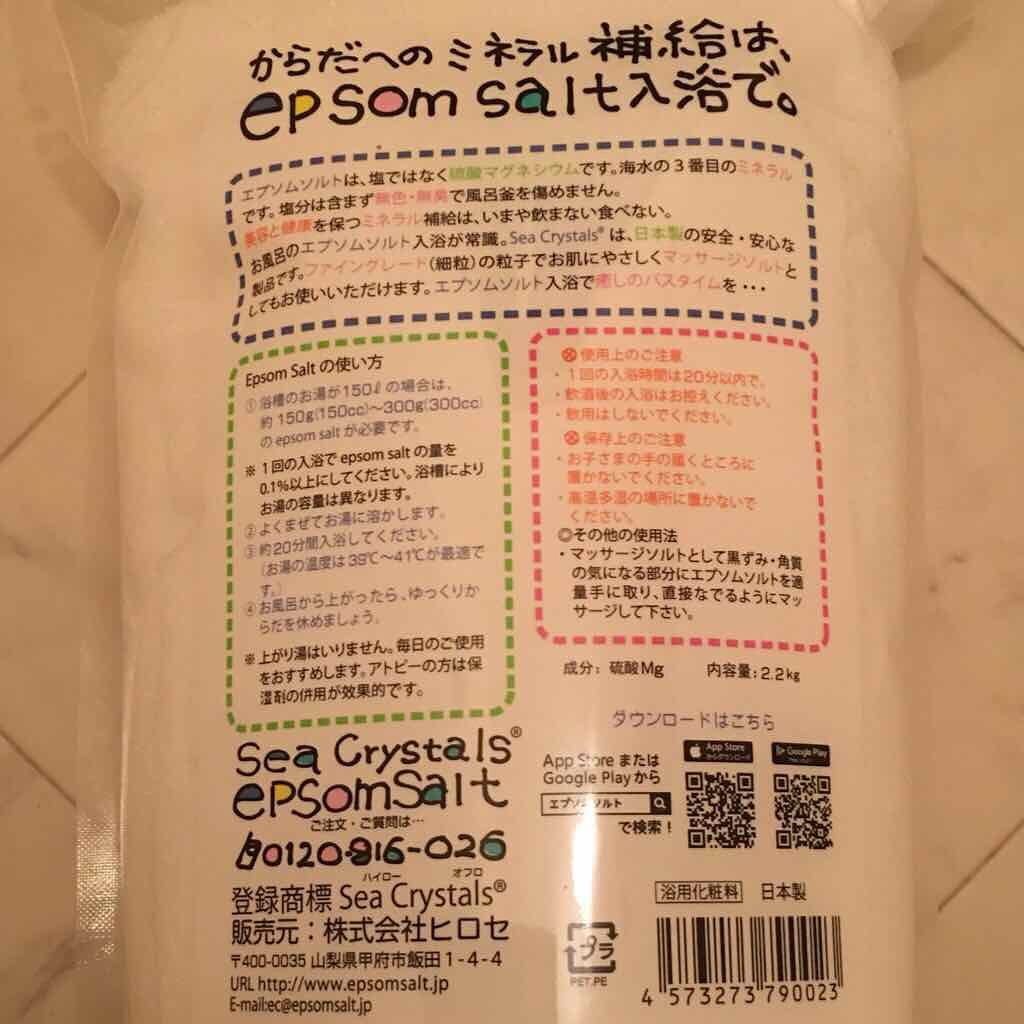 からだへの ミネラル 補給は、
epsom salt入浴で。
エプソムソルトは、塩ではなく硫酸マグネシウムです。海水の3番目のミネラル
です。塩分は含まず無色・無臭で風呂釜を傷めません。
美容と健康を保つミネラル補給は、いまや飲まない食べない。
お風呂のエプソムソルト入浴が常識。Sea Crystals®は、日本製の安全・安心な
製品です。ファイングレード(細粒)の粒子でお肌にやさしくマッサージソルトと
してもお使いいただけます。エプソムソルト入浴で癒しのバスタイムを・・・
Epsom Salt の使い方
① 浴槽のお湯が150ℓの場合は、
約150g(150cc)〜300g(300cc)
の epsom salt が必要です。
※ 1回の入浴で epsom salt の量を
0.1%以上にしてください。浴槽により
お湯の容量は異なります。
② よくまぜてお湯に溶かします。
③ 約20分間入浴してください。
(お湯の温度は39℃〜41℃が最適で
す。)
④ お風呂から上がったら、ゆっくりか
らだを休めましょう。
※ 上がり湯はいりません。毎日のご使用
をおすすめします。アトピーの方は保
湿剤の併用が効果的です。
使用上のご注意
・1回の入浴時間は20分以内で。
・飲酒後の入浴はお控えください。
・飲用はしないでください。
保存上のご注意
・お子さまの手の届くところに
置かないでください。
・高温多湿の場所に置かないで
ください。
◎その他の使用法
・マッサージソルトとして黒ずみ・角質
の気になる部分にエプソムソルトを適
量手に取り、直接なでるようにマッ
サージして下さい。
成分: 硫酸Mg 内容量: 2.2kg
ダウンロードはこちら
App Store または
Google Play から
エプソムソルト
で検索!
App Store
からダウンロード
Google Play
Sea Crystals®
epsom salt
ご注文・ご質問は…
0120-816-026
ハイロー オフロ
登録商標 Sea Crystals®
販売元:株式会社ヒロセ
〒400-0035 山梨県甲府市飯田1-4-4
URL http://www.epsomsalt.jp
E-mail:ec@epsomsalt.jp
浴用化粧料 日本製
プラ
PET.PE
4 573273 790023